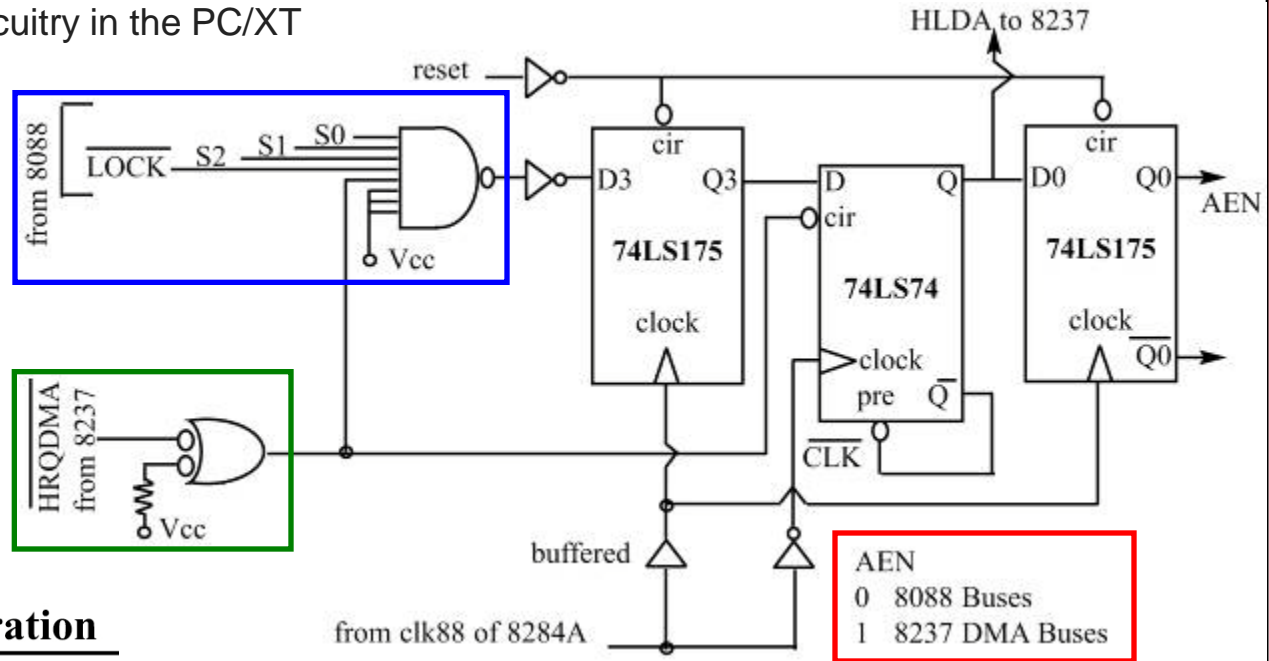 cuitry in the PC/XT
HLDA to 8237
reset
from 8088
LOCK
S2
S1
S0
Vcc
cir
D3
Q3
74LS175
clock
D
Q
cir
74LS74
clock
pre
Q
CLK
cir
D0
Q0
AEN
74LS175
clock
Q0
HRQDMA
from 8237
Vcc
buffered
from clk88 of 8284A
AEN
0 8088 Buses
1 8237 DMA Buses
ration